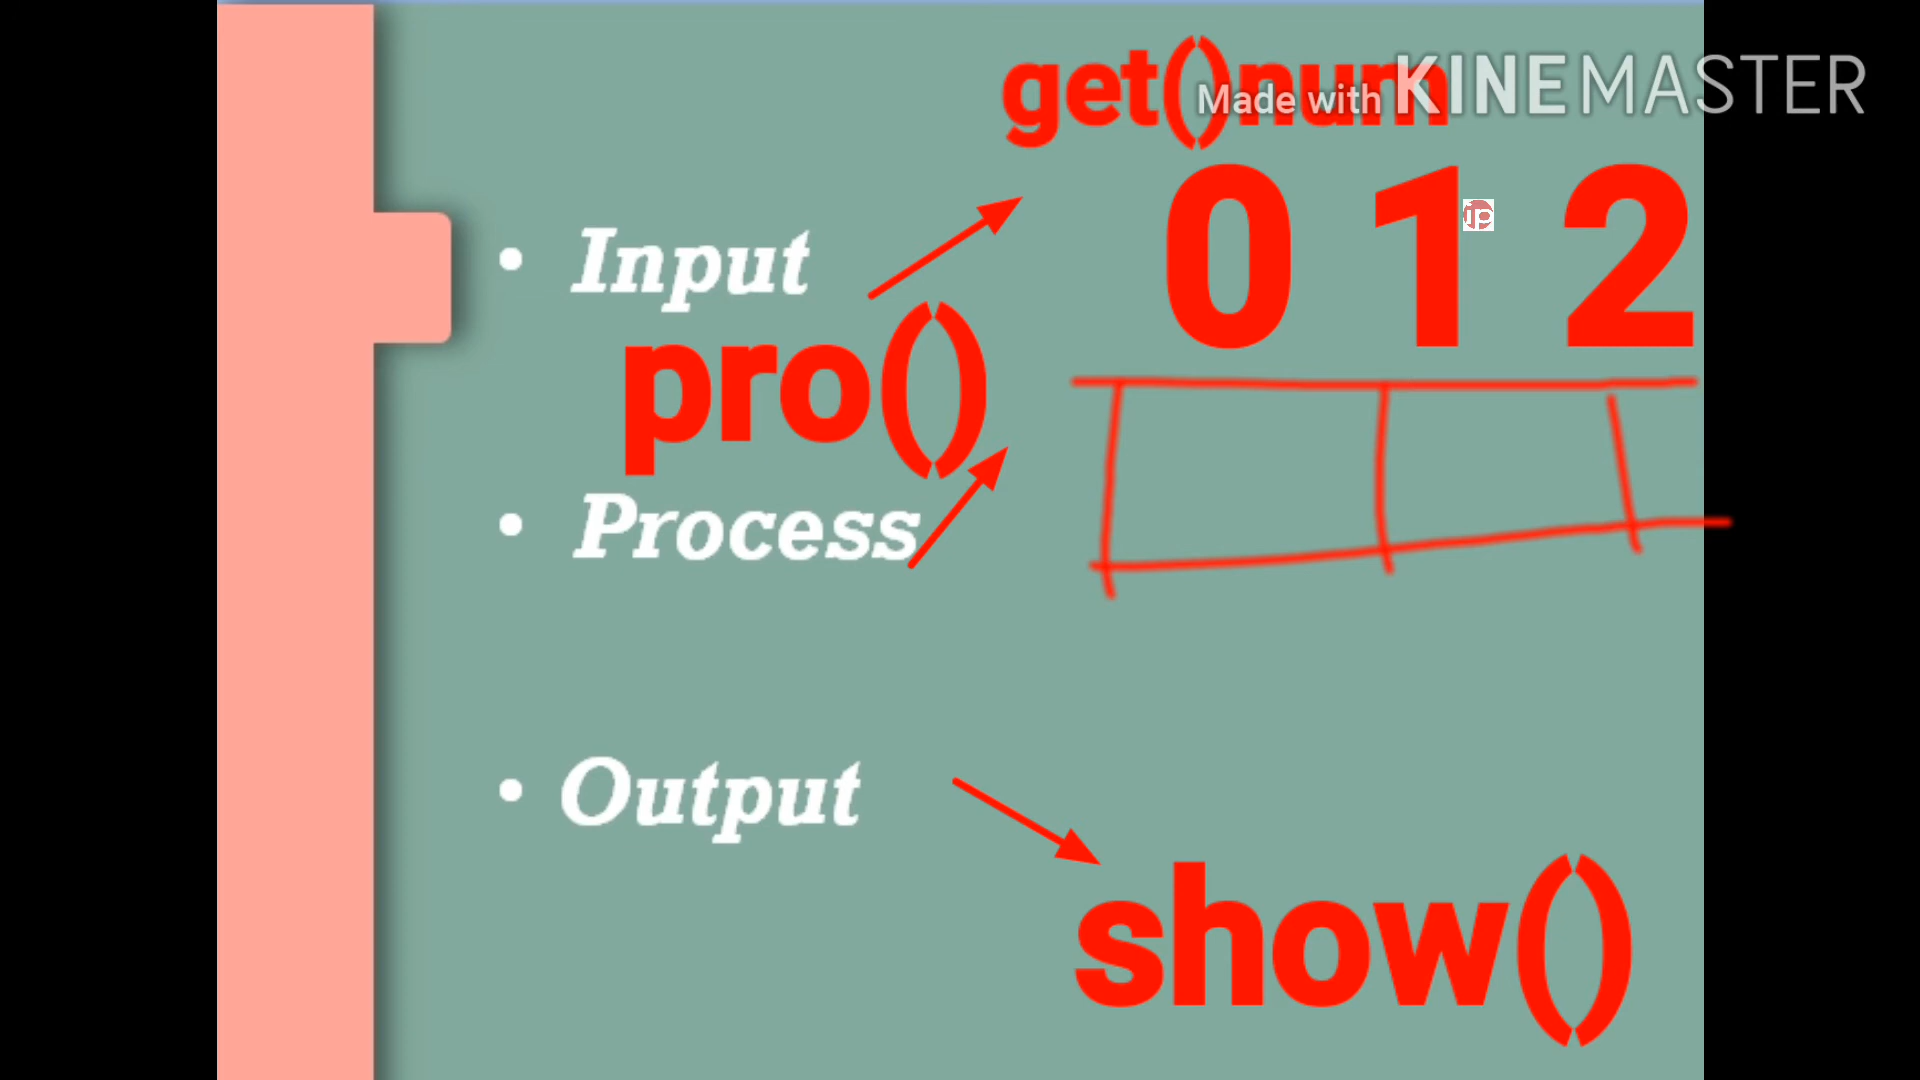 get()num
Made with KINEMASTER
0 1 2
• Input
pro()
• Process
• Output
show()